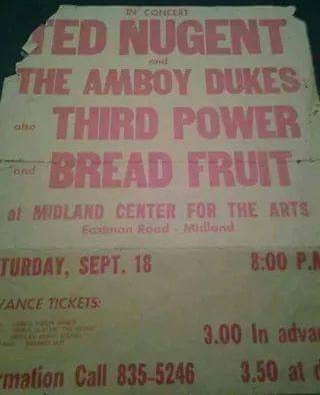 IN CONCERT
TED NUGENT
and
THE AMBOY DUKES
also THIRD POWER
and BREAD FRUIT
at MIDLAND CENTER FOR THE ARTS
Eastman Road - Midland
TURDAY, SEPT. 18 8:00 P.M
VANCE TICKETS:
3.00 In advan
rmation Call 835-5246 3.50 at d